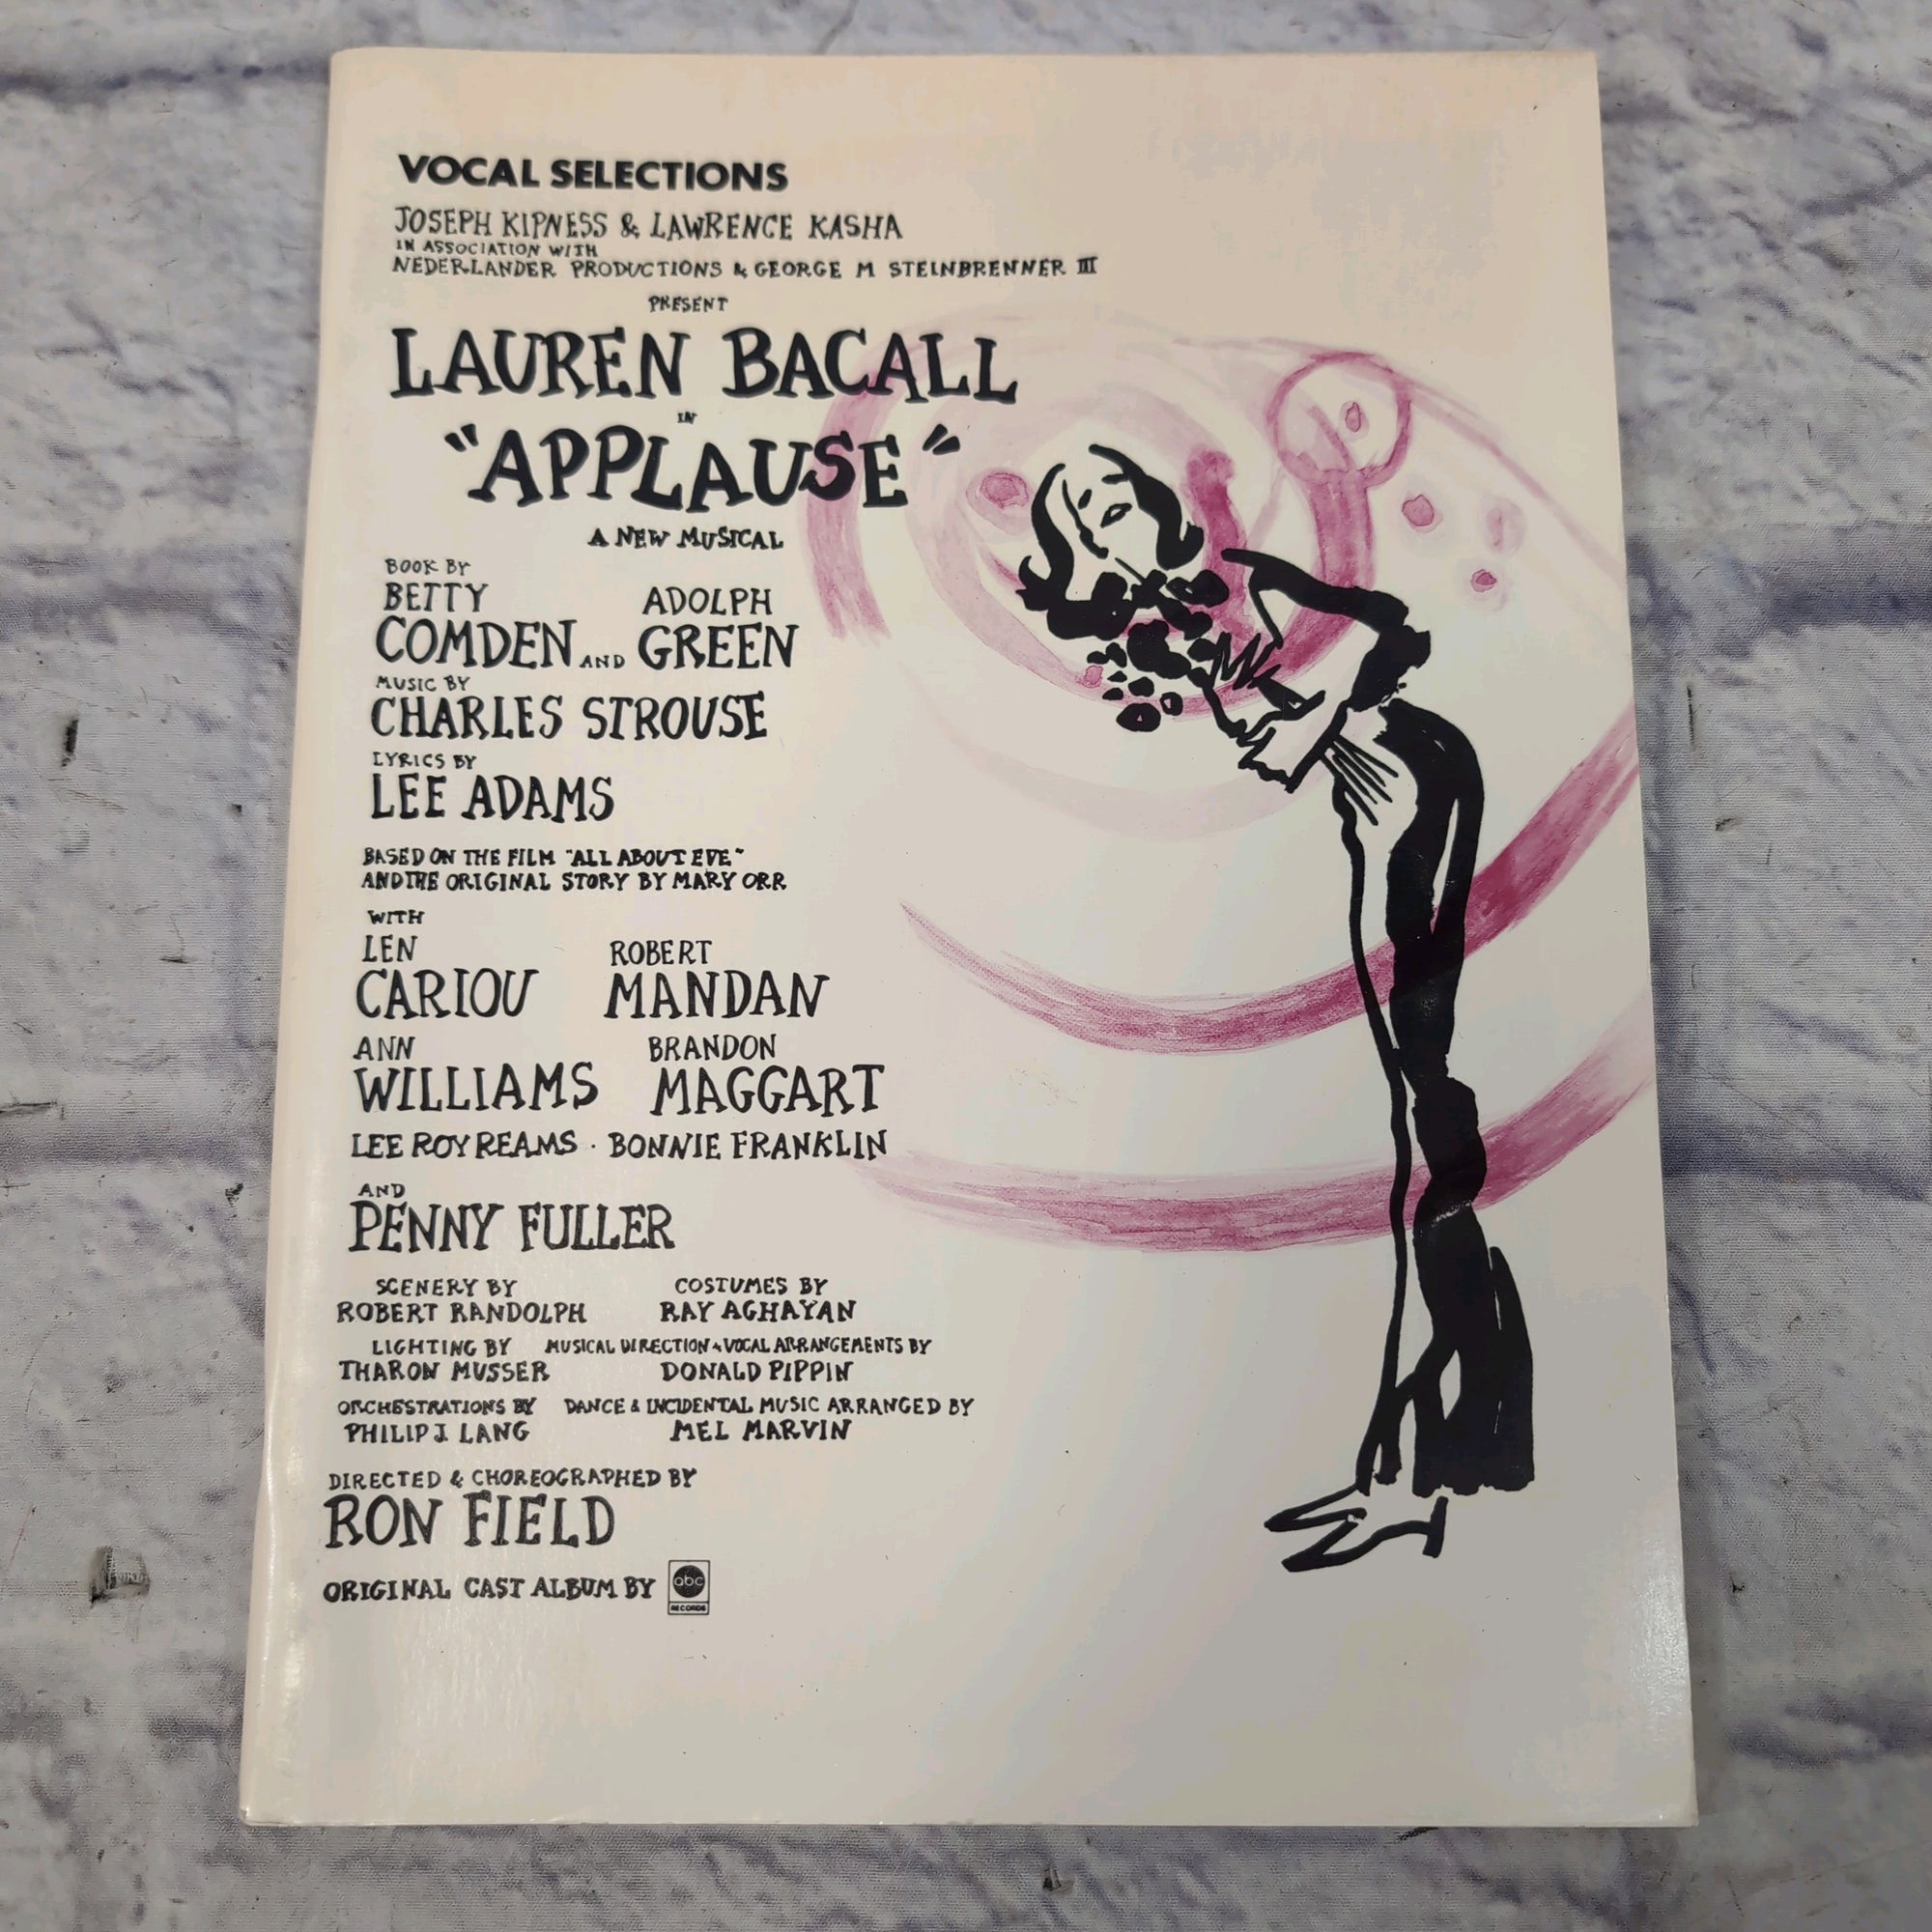 VOCAL SELECTIONS
JOSEPH KIPNESS & LAWRENCE KASHA
IN ASSOCIATION WITH
NEDERLANDER PRODUCTIONS & GEORGE M STEINBRENNER III
PRESENT
LAUREN BACALL
IN
"APPLAUSE"
A NEW MUSICAL
BOOK BY
BETTY ADOLPH
COMDEN AND GREEN
MUSIC BY
CHARLES STROUSE
LYRICS BY
LEE ADAMS
BASED ON THE FILM "ALL ABOUT EVE"
AND THE ORIGINAL STORY BY MARY ORR
WITH
LEN ROBERT
CARIOU MANDAN
ANN BRANDON
WILLIAMS MAGGART
LEE ROY REAMS · BONNIE FRANKLIN
AND
PENNY FULLER
SCENERY BY COSTUMES BY
ROBERT RANDOLPH RAY AGHAYAN
LIGHTING BY MUSICAL DIRECTION & VOCAL ARRANGEMENTS BY
THARON MUSSER DONALD PIPPIN
ORCHESTRATIONS BY DANCE & INCIDENTAL MUSIC ARRANGED BY
PHILIP J. LANG MEL MARVIN
DIRECTED & CHOREOGRAPHED BY
RON FIELD
ORIGINAL CAST ALBUM BY abc
RECORDS